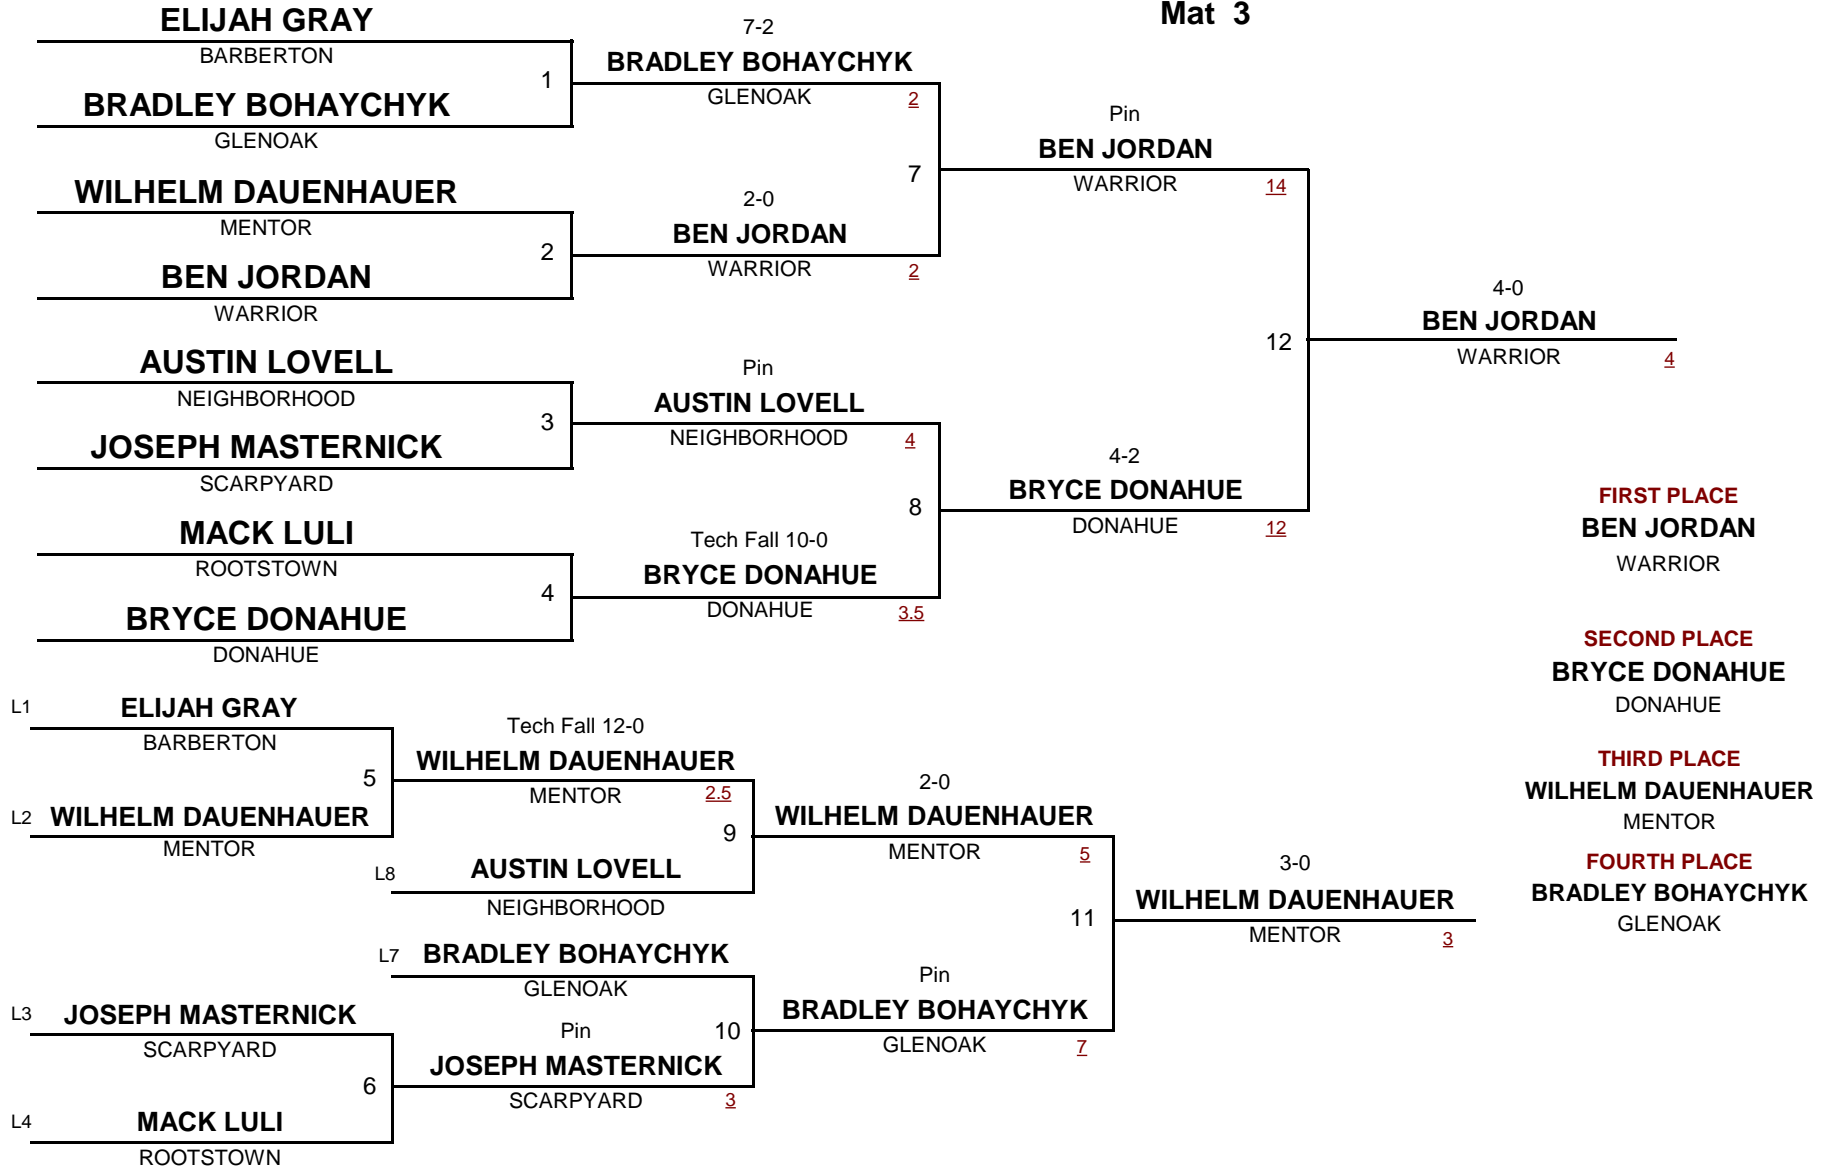 Mat 3
ELIJAH GRAY
BARBERTON
1
BRADLEY BOHAYCHYK
GLENOAK
7-2
BRADLEY BOHAYCHYK
GLENOAK 2
WILHELM DAUENHAUER
MENTOR
2
BEN JORDAN
WARRIOR
2-0
BEN JORDAN
WARRIOR 2
7
Pin
BEN JORDAN
WARRIOR 14
AUSTIN LOVELL
NEIGHBORHOOD
3
JOSEPH MASTERNICK
SCARPYARD
Pin
AUSTIN LOVELL
NEIGHBORHOOD 4
MACK LULI
ROOTSTOWN
4
BRYCE DONAHUE
DONAHUE
Tech Fall 10-0
BRYCE DONAHUE
DONAHUE 3.5
8
4-2
BRYCE DONAHUE
DONAHUE 12
12
4-0
BEN JORDAN
WARRIOR 4
FIRST PLACE
BEN JORDAN
WARRIOR
SECOND PLACE
BRYCE DONAHUE
DONAHUE
THIRD PLACE
WILHELM DAUENHAUER
MENTOR
FOURTH PLACE
BRADLEY BOHAYCHYK
GLENOAK
L1 ELIJAH GRAY
BARBERTON
5
L2 WILHELM DAUENHAUER
MENTOR
Tech Fall 12-0
WILHELM DAUENHAUER
MENTOR 2.5
9
L8 AUSTIN LOVELL
NEIGHBORHOOD
2-0
WILHELM DAUENHAUER
MENTOR 5
L7 BRADLEY BOHAYCHYK
GLENOAK
L3 JOSEPH MASTERNICK
SCARPYARD
6
L4 MACK LULI
ROOTSTOWN
Pin
10
JOSEPH MASTERNICK
SCARPYARD 3
Pin
BRADLEY BOHAYCHYK
GLENOAK 7
11
3-0
WILHELM DAUENHAUER
MENTOR 3